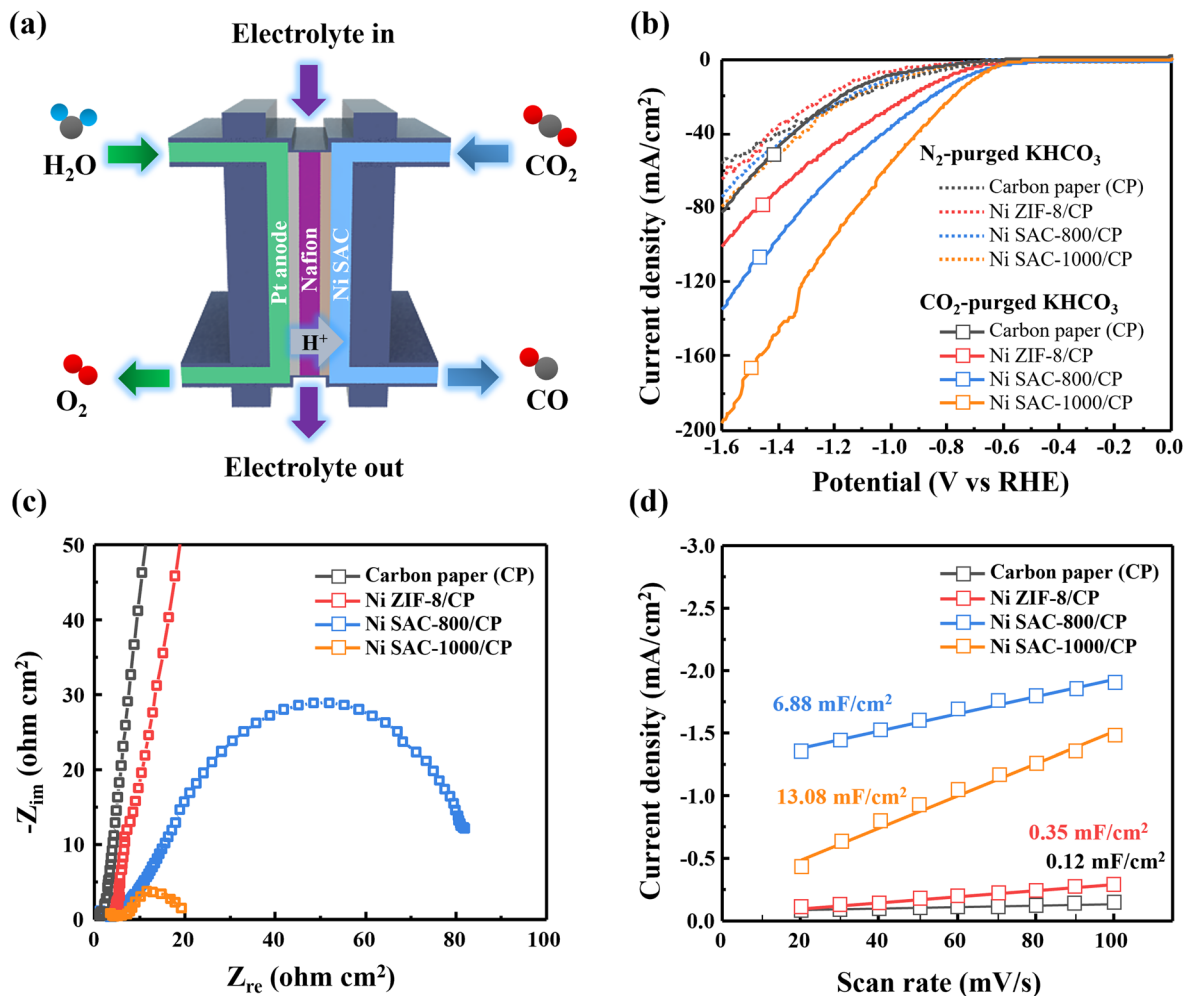 (a)
Electrolyte in
H₂O
CO₂
Pt anode
Nafion
Ni SAC
H⁺
O₂
CO
Electrolyte out
(b)
Current density (mA/cm²)
0
-40
-80
-120
-160
-200
N₂-purged KHCO₃
Carbon paper (CP)
Ni ZIF-8/CP
Ni SAC-800/CP
Ni SAC-1000/CP
CO₂-purged KHCO₃
Carbon paper (CP)
Ni ZIF-8/CP
Ni SAC-800/CP
Ni SAC-1000/CP
-1.6 -1.4 -1.2 -1.0 -0.8 -0.6 -0.4 -0.2 0.0
Potential (V vs RHE)
(c)
-Z_im (ohm cm²)
50
40
30
20
10
0
Carbon paper (CP)
Ni ZIF-8/CP
Ni SAC-800/CP
Ni SAC-1000/CP
0 20 40 60 80 100
Z_re (ohm cm²)
(d)
Current density (mA/cm²)
-3.0
-2.5
-2.0
-1.5
-1.0
-0.5
0.0
Carbon paper (CP)
Ni ZIF-8/CP
Ni SAC-800/CP
Ni SAC-1000/CP
6.88 mF/cm²
13.08 mF/cm²
0.35 mF/cm²
0.12 mF/cm²
20 40 60 80 100
Scan rate (mV/s)